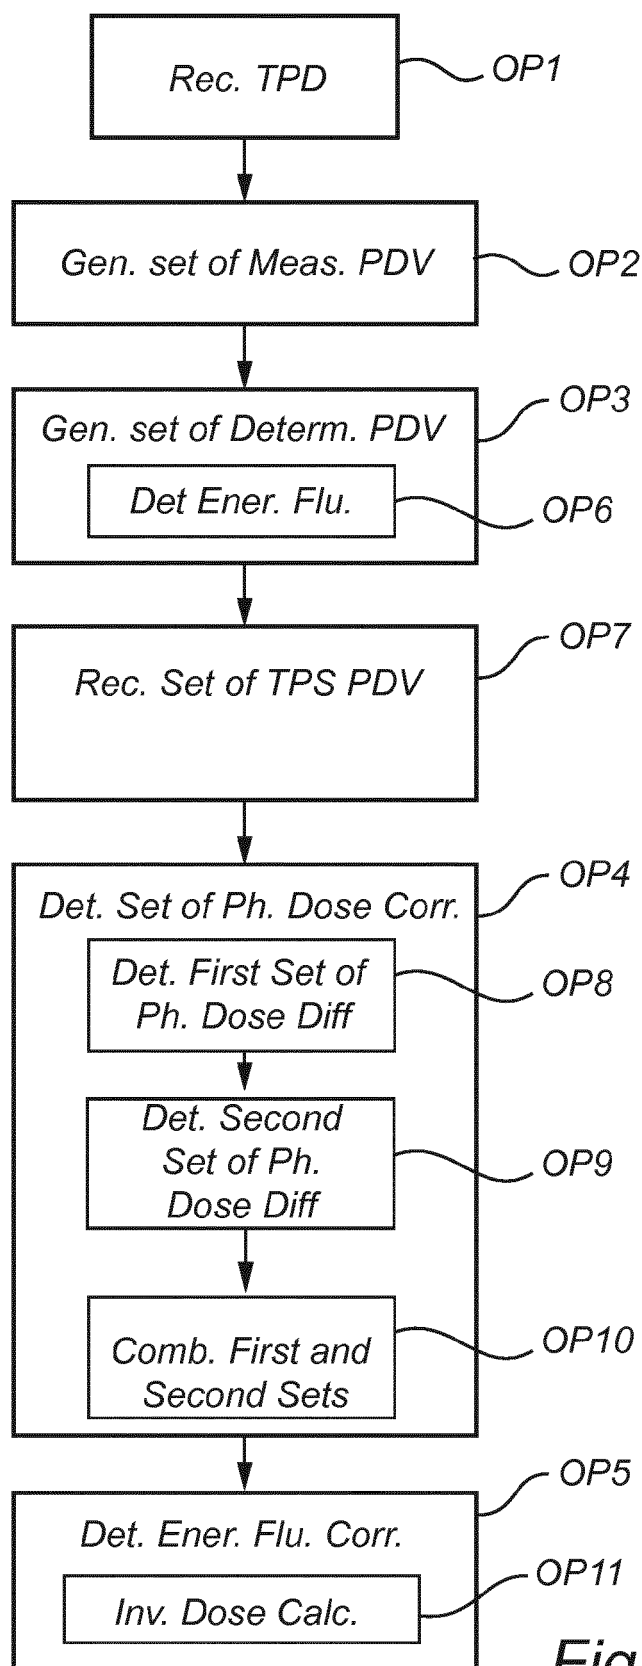 Rec. TPD
OP1
Gen. set of Meas. PDV
OP2
Gen. set of Determ. PDV
OP3
Det Ener. Flu.
OP6
Rec. Set of TPS PDV
OP7
Det. Set of Ph. Dose Corr.
OP4
Det. First Set of
Ph. Dose Diff
OP8
Det. Second
Set of Ph.
Dose Diff
OP9
Comb. First and
Second Sets
OP10
Det. Ener. Flu. Corr.
OP5
Inv. Dose Calc.
OP11
Fig